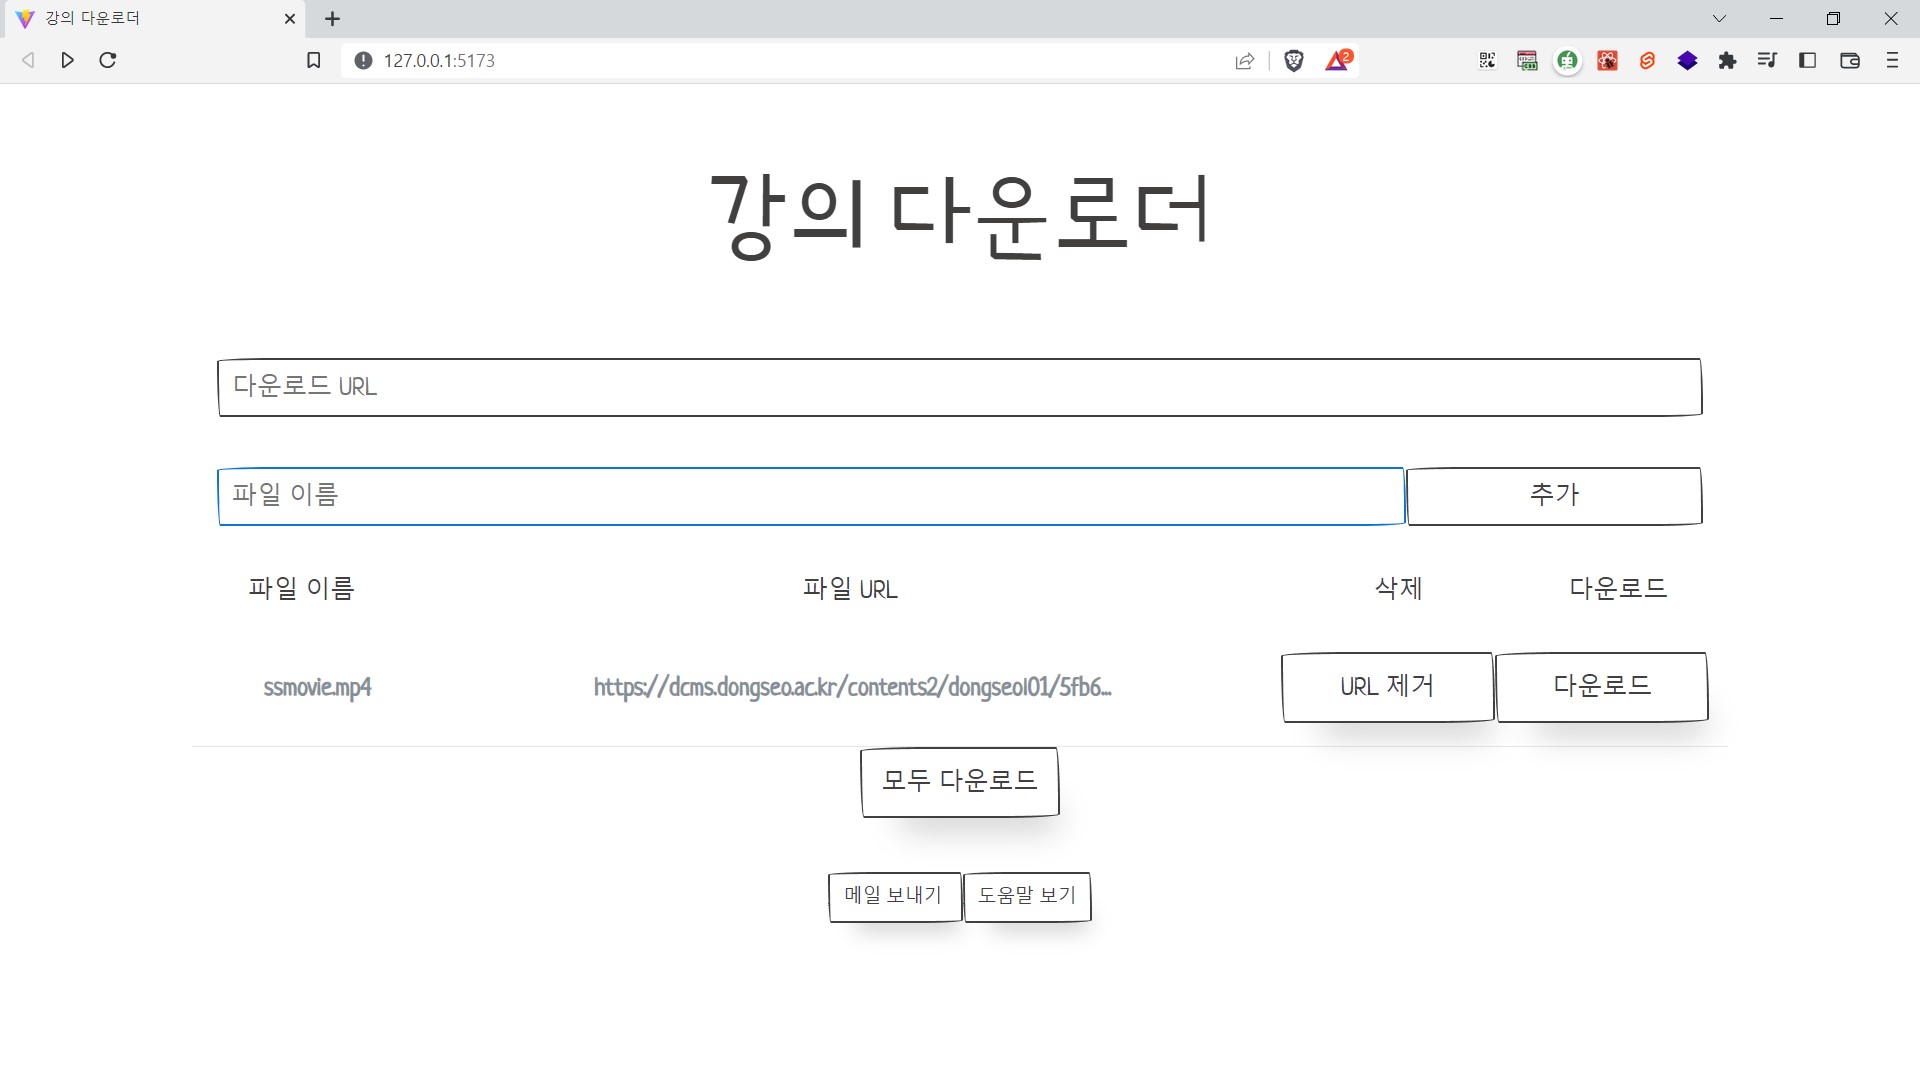 강의 다운로더
127.0.0.1:5173
2
강의 다운로더
다운로드 URL
파일 이름
추가
파일 이름 파일 URL 삭제 다운로드
ssmovie.mp4 https://dcms.dongseo.ac.kr/contents2/dongseo101/5fb6... URL 제거 다운로드
모두 다운로드
메일 보내기 도움말 보기